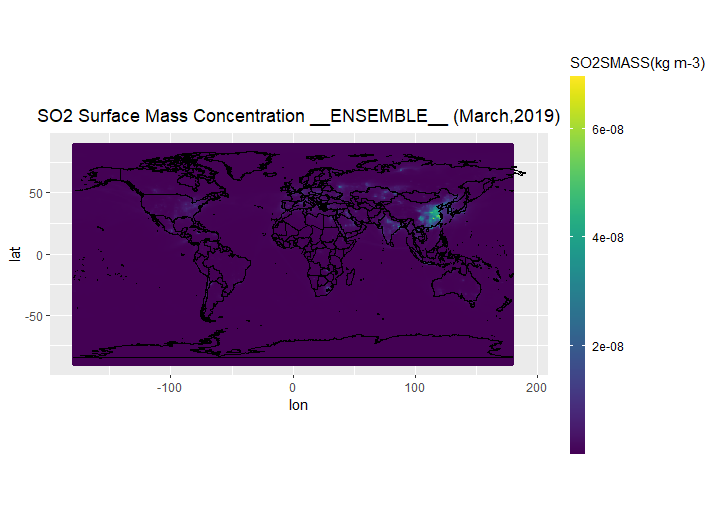 SO2SMASS(kg m-3)
SO2 Surface Mass Concentration __ENSEMBLE__ (March,2019)
6e-08
4e-08
2e-08
50
0
-50
lat
-100
0
100
200
lon